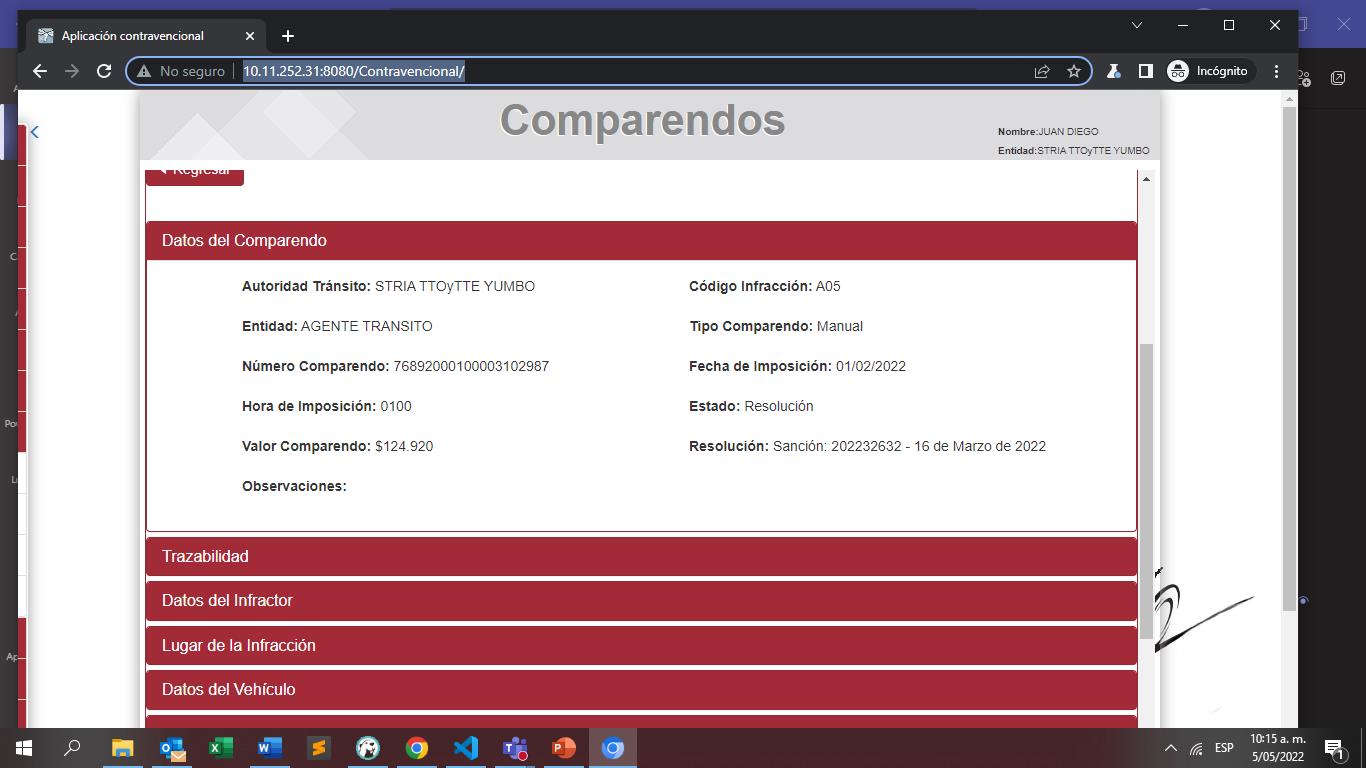 Aplicación contravencional
No seguro
10.11.252.31:8080/Contravencional/
Incógnito
Comparendos
Nombre:JUAN DIEGO
Entidad:STRIA TTOyTTE YUMBO
Regresar
Datos del Comparendo
Autoridad Tránsito: STRIA TTOyTTE YUMBO
Código Infracción: A05
Entidad: AGENTE TRANSITO
Tipo Comparendo: Manual
Número Comparendo: 76892000100003102987
Fecha de Imposición: 01/02/2022
Hora de Imposición: 0100
Estado: Resolución
Valor Comparendo: $124.920
Resolución: Sanción: 202232632 - 16 de Marzo de 2022
Observaciones:
Trazabilidad
Datos del Infractor
Lugar de la Infracción
Datos del Vehículo
ESP
10:15 a. m.
5/05/2022
1